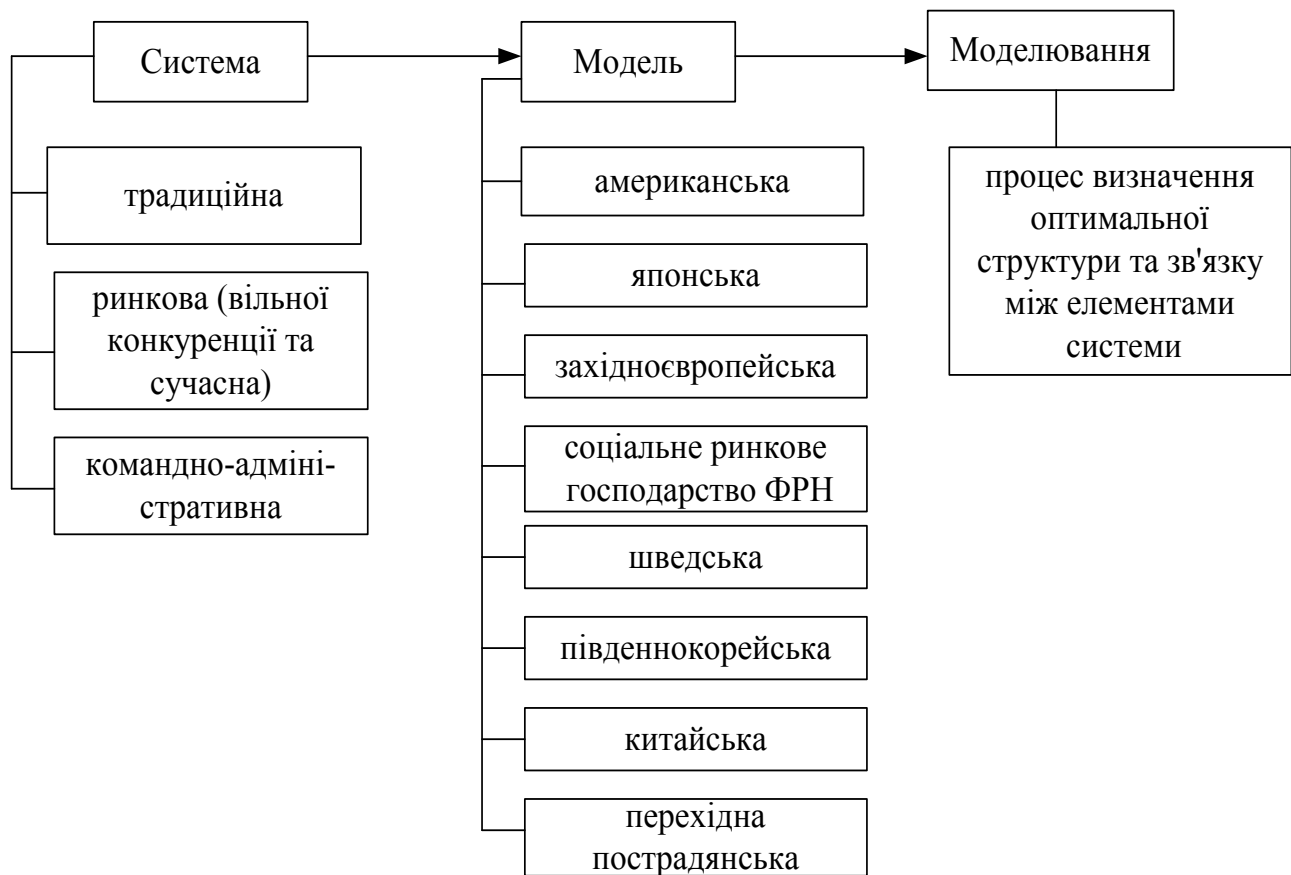 Система
Модель
Моделювання
традиційна
ринкова (вільної
конкуренції та
сучасна)
командно-адміні-
стративна
американська
японська
західноєвропейська
соціальне ринкове
господарство ФРН
шведська
південнокорейська
китайська
перехідна
пострадянська
процес визначення
оптимальної
структури та зв'язку
між елементами
системи